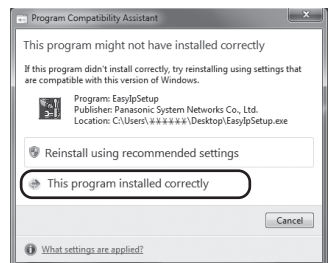 Program Compatibility Assistant
This program might not have installed correctly
If this program didn't install correctly, try reinstalling using settings that
are compatible with this version of Windows.
Program: EasyIpSetup
Publisher: Panasonic System Networks Co., Ltd.
Location: C:\Users\******\Desktop\EasyIpSetup.exe
Reinstall using recommended settings
This program installed correctly
Cancel
What settings are applied?